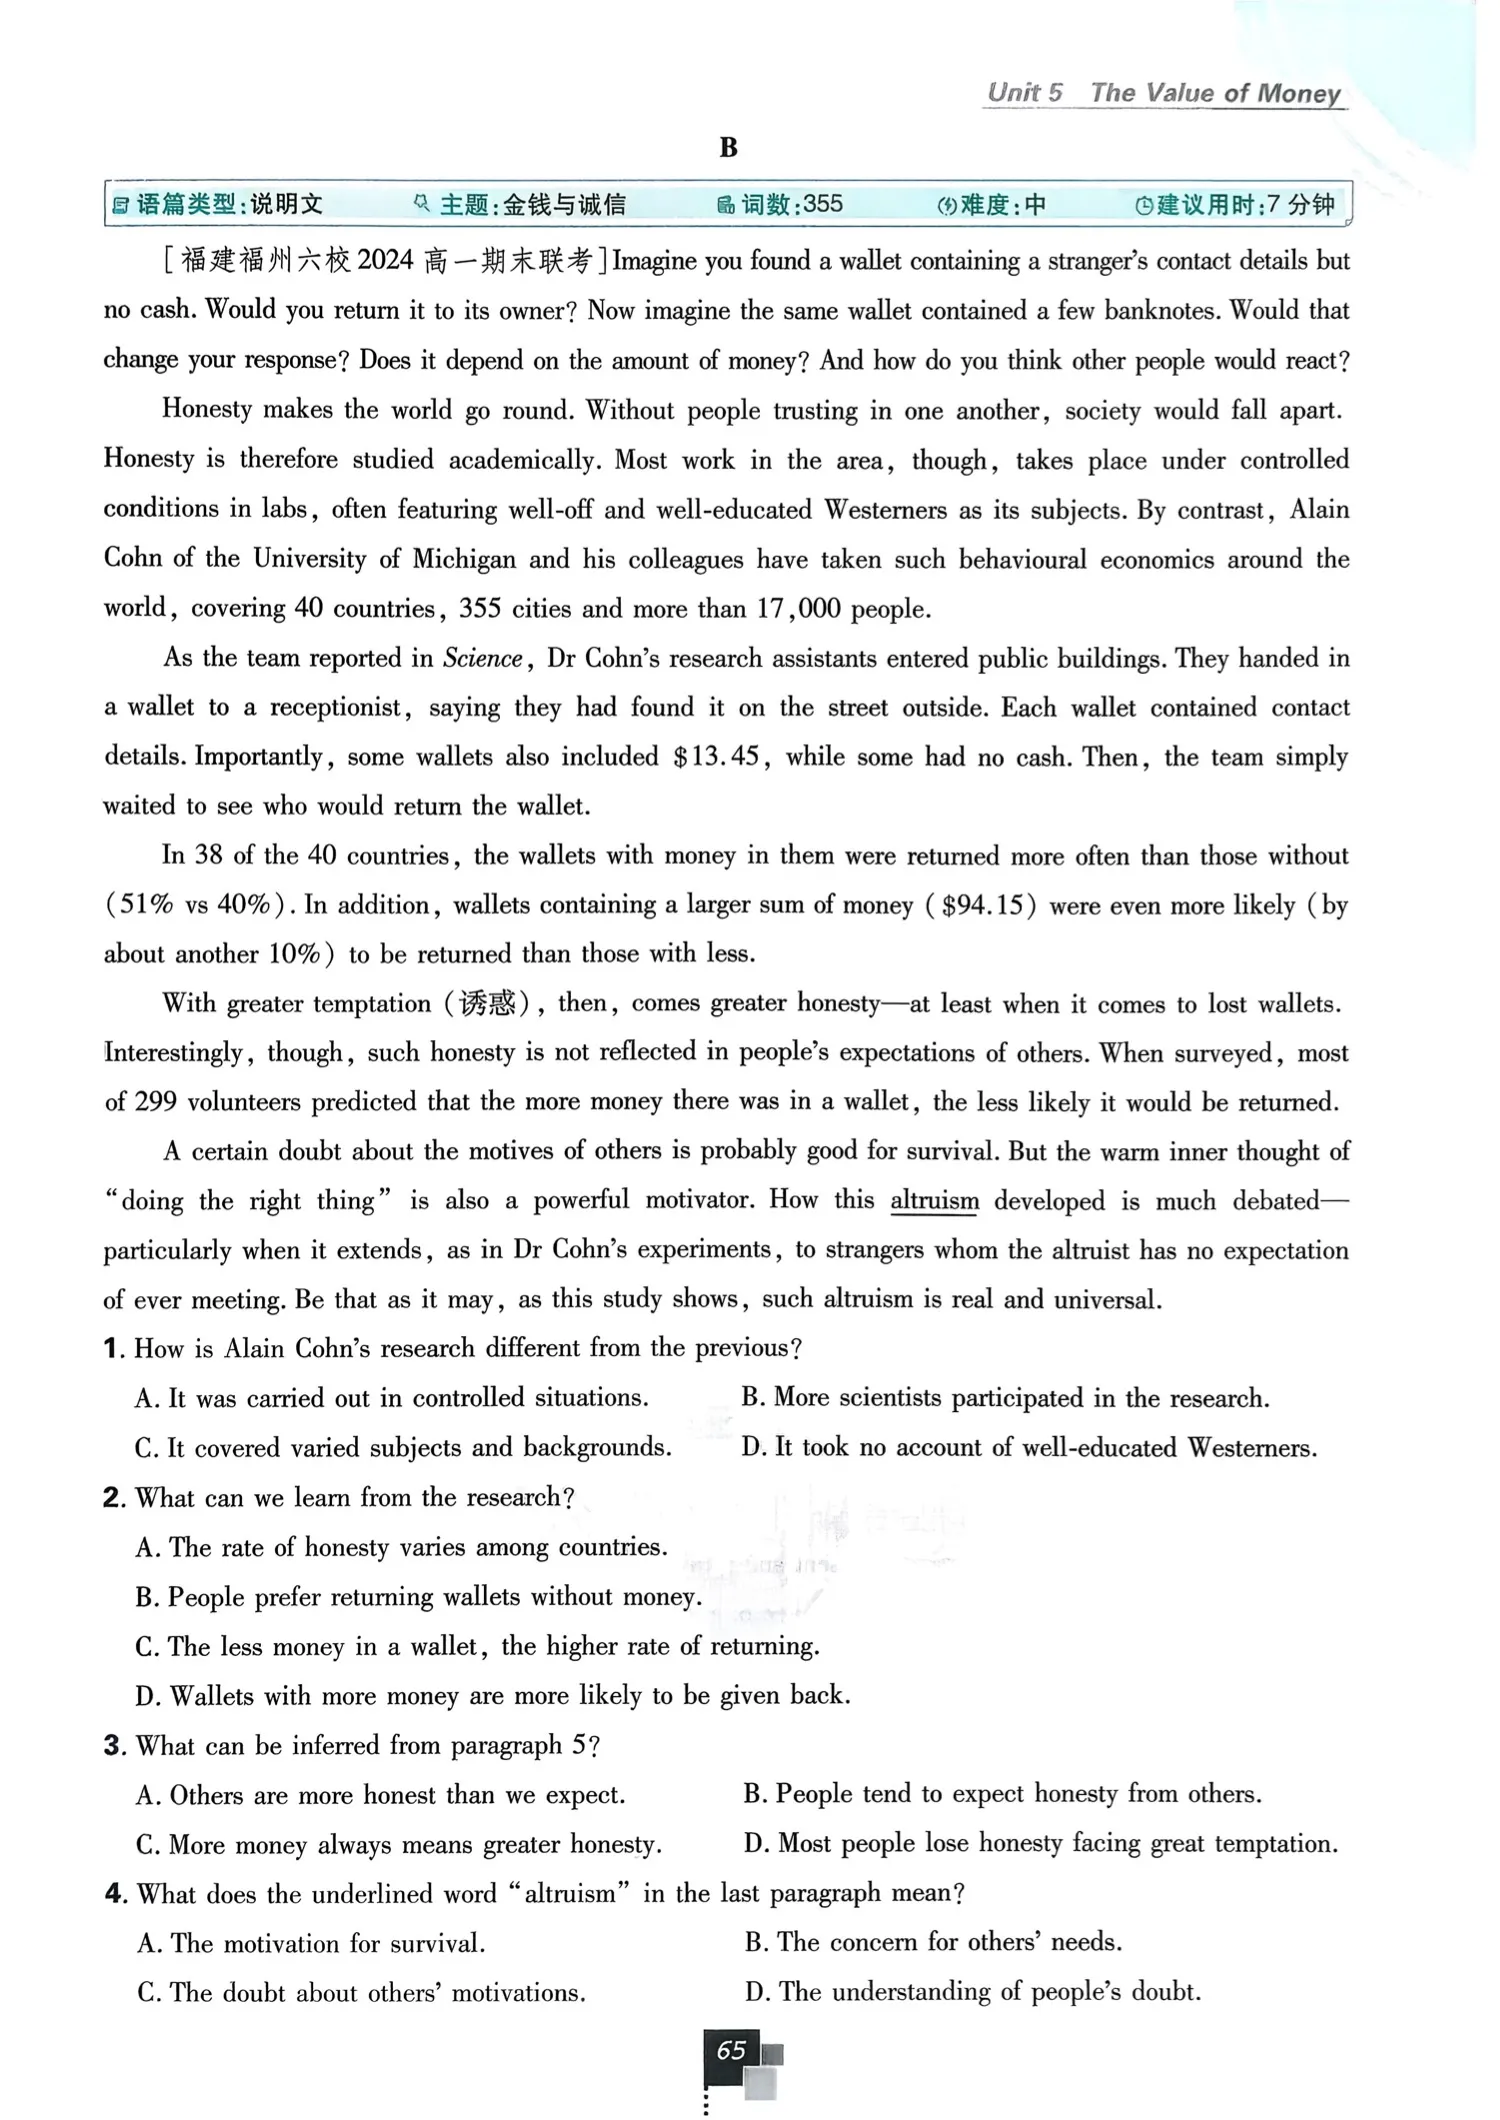 Unit 5 The Value of Money
B
语篇类型:说明文 主题:金钱与诚信 词数:355 难度:中 建议用时:7 分钟
[福建福州六校 2024 高一期末联考]Imagine you found a wallet containing a stranger's contact details but
no cash. Would you return it to its owner? Now imagine the same wallet contained a few banknotes. Would that
change your response? Does it depend on the amount of money? And how do you think other people would react?
Honesty makes the world go round. Without people trusting in one another, society would fall apart.
Honesty is therefore studied academically. Most work in the area, though, takes place under controlled
conditions in labs, often featuring well-off and well-educated Westerners as its subjects. By contrast, Alain
Cohn of the University of Michigan and his colleagues have taken such behavioural economics around the
world, covering 40 countries, 355 cities and more than 17,000 people.
As the team reported in Science, Dr Cohn's research assistants entered public buildings. They handed in
a wallet to a receptionist, saying they had found it on the street outside. Each wallet contained contact
details. Importantly, some wallets also included $13.45, while some had no cash. Then, the team simply
waited to see who would return the wallet.
In 38 of the 40 countries, the wallets with money in them were returned more often than those without
(51% vs 40%). In addition, wallets containing a larger sum of money ($94.15) were even more likely (by
about another 10%) to be returned than those with less.
With greater temptation (诱惑), then, comes greater honesty—at least when it comes to lost wallets.
Interestingly, though, such honesty is not reflected in people's expectations of others. When surveyed, most
of 299 volunteers predicted that the more money there was in a wallet, the less likely it would be returned.
A certain doubt about the motives of others is probably good for survival. But the warm inner thought of
"doing the right thing" is also a powerful motivator. How this altruism developed is much debated—
particularly when it extends, as in Dr Cohn's experiments, to strangers whom the altruist has no expectation
of ever meeting. Be that as it may, as this study shows, such altruism is real and universal.
1. How is Alain Cohn's research different from the previous?
A. It was carried out in controlled situations. B. More scientists participated in the research.
C. It covered varied subjects and backgrounds. D. It took no account of well-educated Westerners.
2. What can we learn from the research?
A. The rate of honesty varies among countries.
B. People prefer returning wallets without money.
C. The less money in a wallet, the higher rate of returning.
D. Wallets with more money are more likely to be given back.
3. What can be inferred from paragraph 5?
A. Others are more honest than we expect. B. People tend to expect honesty from others.
C. More money always means greater honesty. D. Most people lose honesty facing great temptation.
4. What does the underlined word "altruism" in the last paragraph mean?
A. The motivation for survival. B. The concern for others' needs.
C. The doubt about others' motivations. D. The understanding of people's doubt.
65